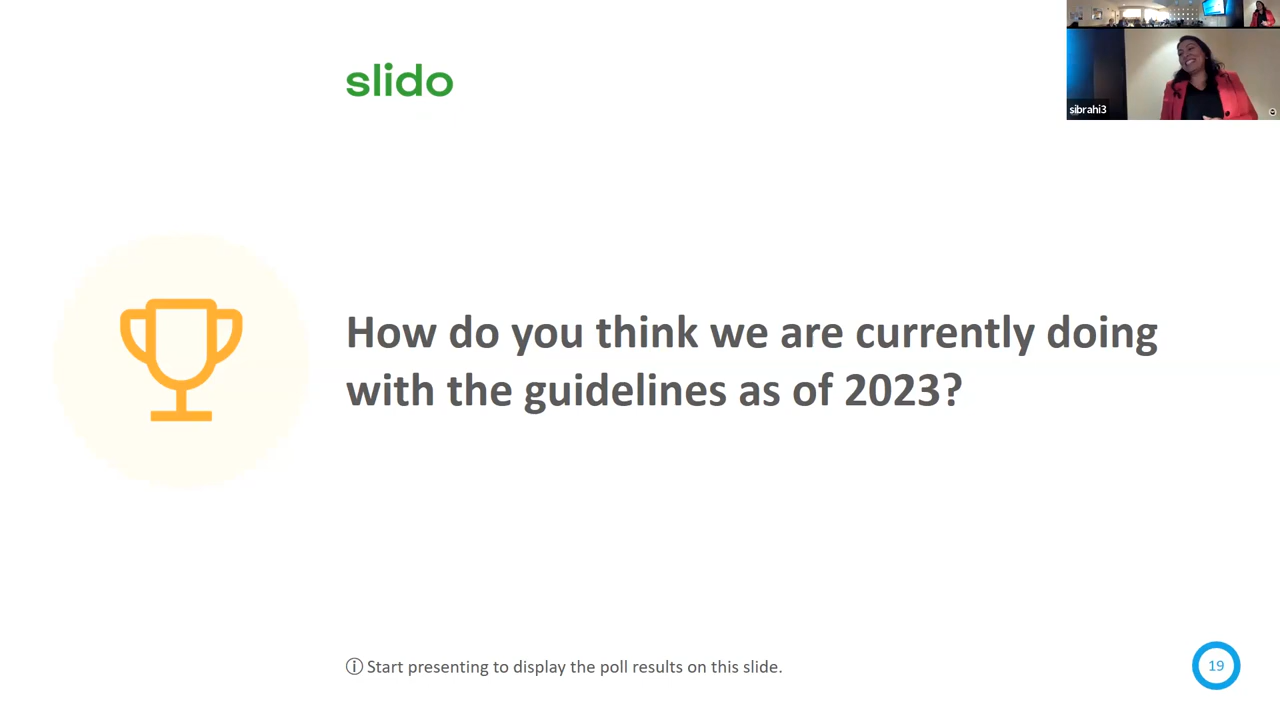 slido
sibrahi3
How do you think we are currently doing
with the guidelines as of 2023?
Start presenting to display the poll results on this slide.
19